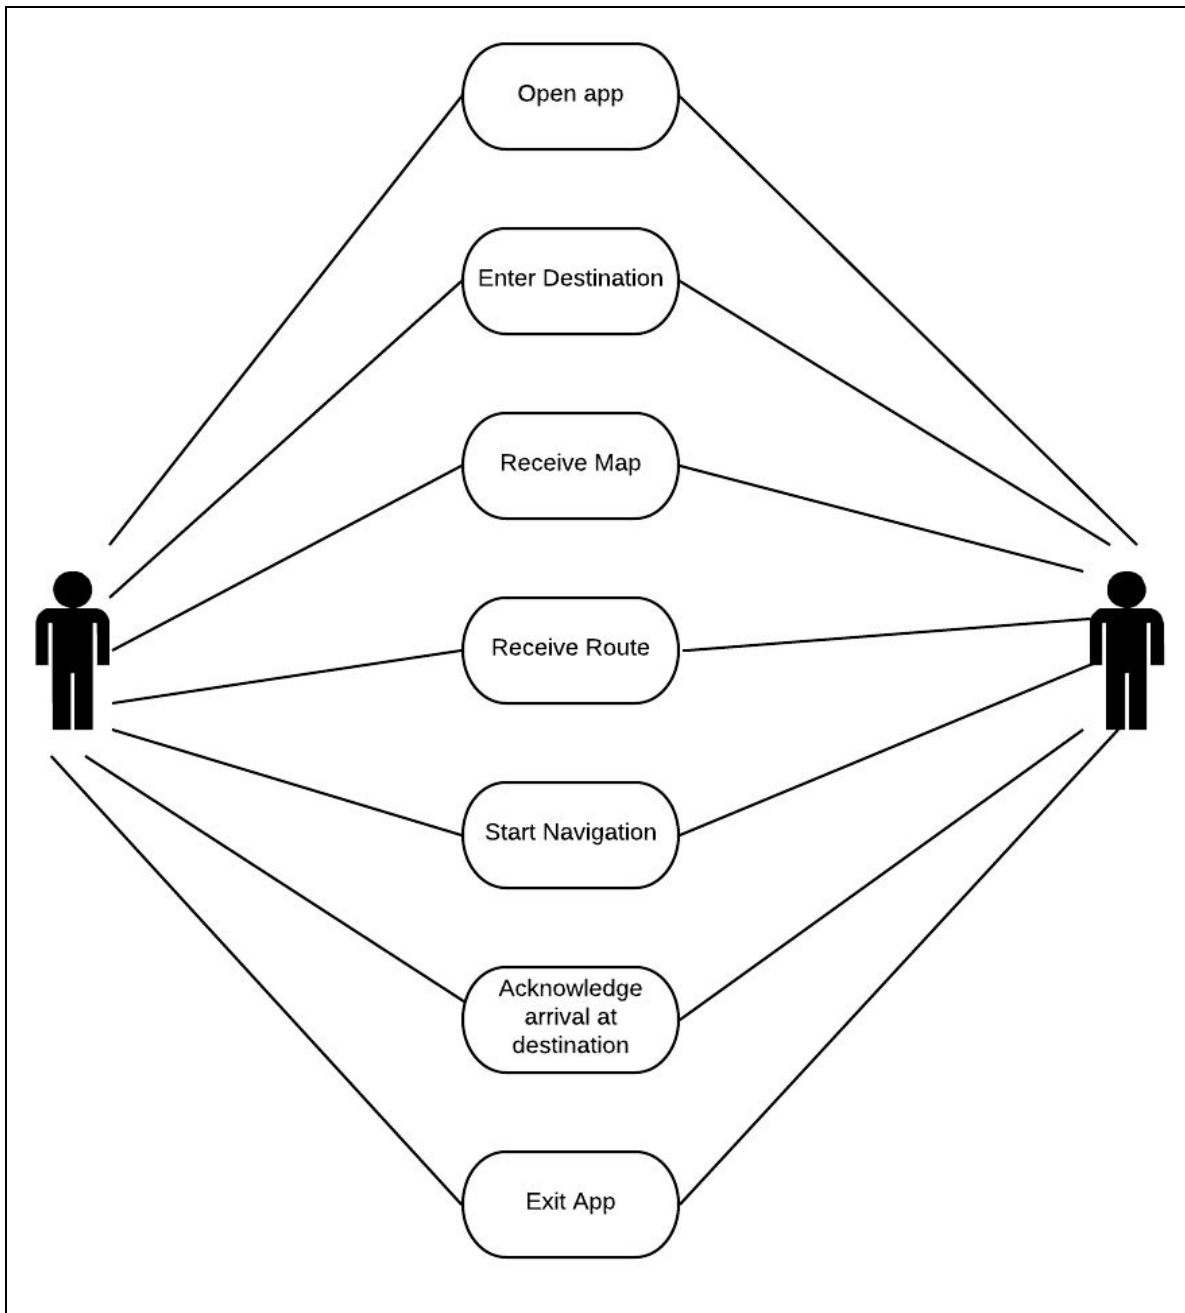 Open app
Enter Destination
Receive Map
Receive Route
Start Navigation
Acknowledge
arrival at
destination
Exit App